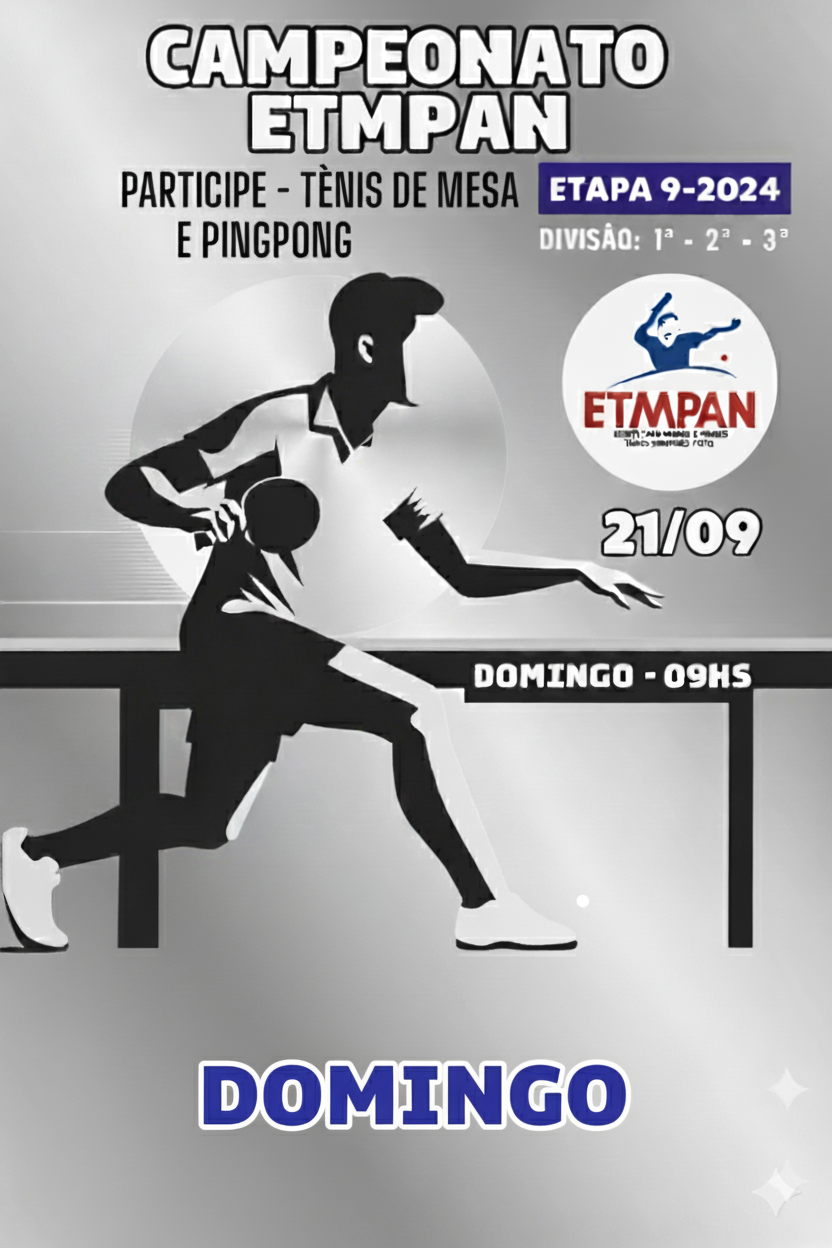 CAMPEONATO
ETMPAN
PARTICIPE - TÈNIS DE MESA
E PINGPONG
ETAPA 9-2024
DIVISÂO: 1ª - 2ª - 3ª
ETMPAN
21/09
DOMINGO - 09HS
DOMINGO